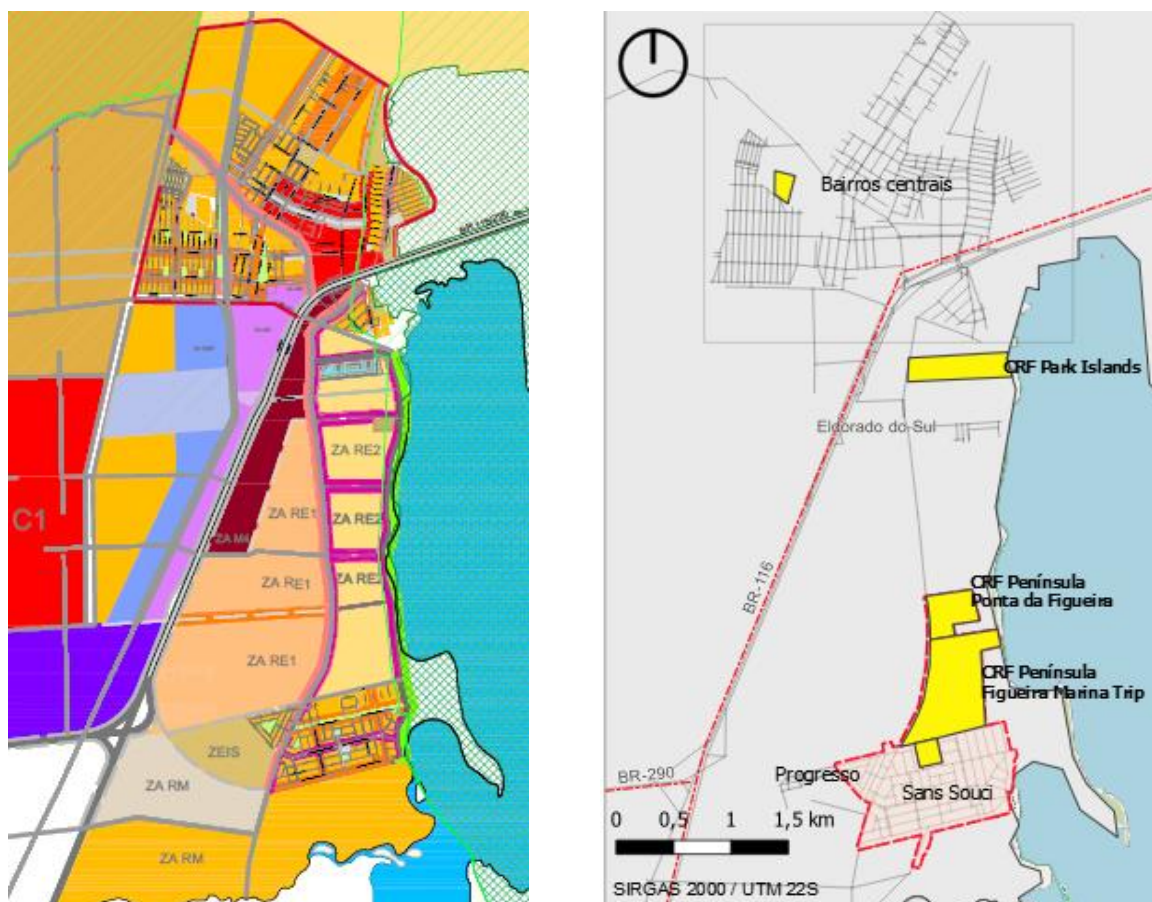 ZA RE2
ZA RE1
ZA RE2
C1
ZA M4
ZA RE1
ZA RE2
ZA RE1
ZEIS
ZA RM
ZA RM
Bairros centrais
CRF Park Islands
Eldorado do Sul
BR-116
CRF Península
Ponta da Figueira
CRF Península
Figueira Marina Trip
BR-290
Progresso
Sans Souci
0 0,5 1 1,5 km
SIRGAS 2000 / UTM 22S